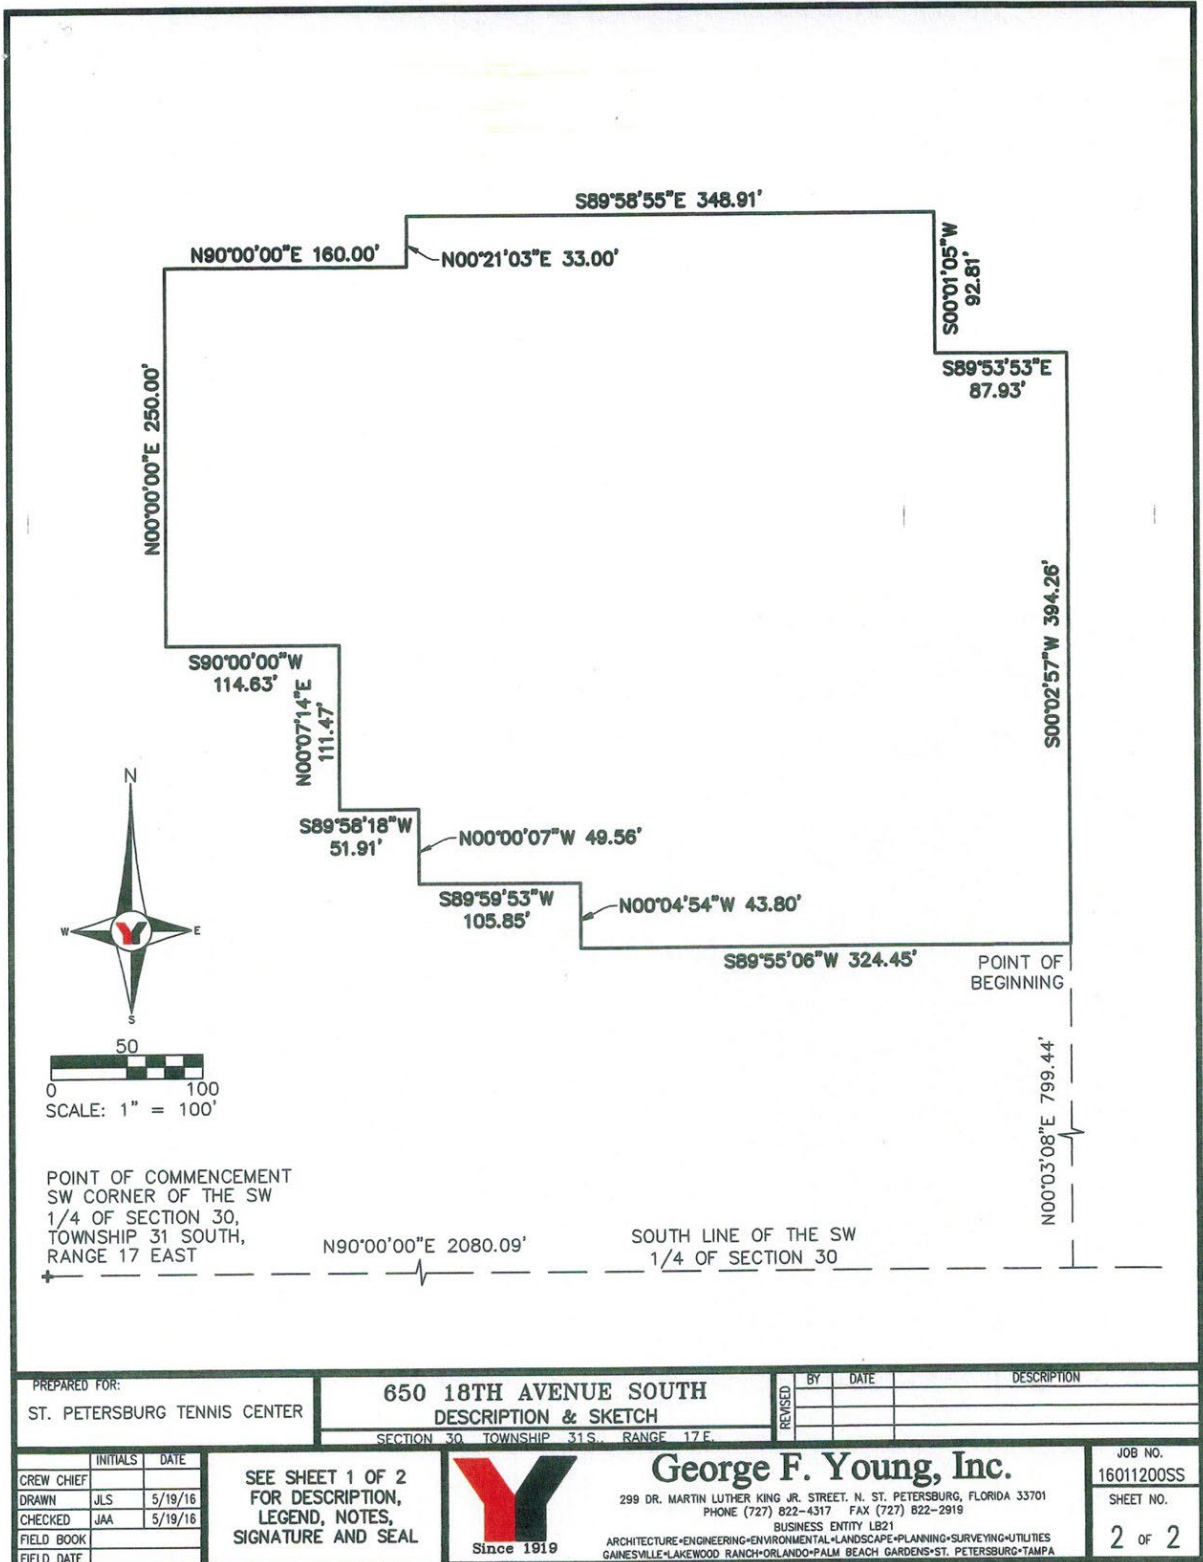 S89°58'55"E 348.91'
N90°00'00"E 160.00'
N00°21'03"E 33.00'
S00°01'05"W
92.81'
S89°53'53"E
87.93'
N00°00'00"E 250.00'
S00°02'57"W 394.26'
S90°00'00"W
114.63'
N00°07'14"E
111.47'
S89°58'18"W
51.91'
N00°00'07"W 49.56'
S89°59'53"W
105.85'
N00°04'54"W 43.80'
S89°55'06"W 324.45'
POINT OF
BEGINNING
N00°03'08"E 799.44'
N
W
E
S
50
0 100
SCALE: 1" = 100'
POINT OF COMMENCEMENT
SW CORNER OF THE SW
1/4 OF SECTION 30,
TOWNSHIP 31 SOUTH,
RANGE 17 EAST
N90°00'00"E 2080.09'
SOUTH LINE OF THE SW
1/4 OF SECTION 30
PREPARED FOR:
ST. PETERSBURG TENNIS CENTER
650 18TH AVENUE SOUTH
DESCRIPTION & SKETCH
SECTION 30, TOWNSHIP 31 S., RANGE 17 E.
REVISED
BY DATE DESCRIPTION
INITIALS DATE
CREW CHIEF
DRAWN JLS 5/19/16
CHECKED JAA 5/19/16
FIELD BOOK
FIELD DATE
SEE SHEET 1 OF 2
FOR DESCRIPTION,
LEGEND, NOTES,
SIGNATURE AND SEAL
Since 1919
George F. Young, Inc.
299 DR. MARTIN LUTHER KING JR. STREET. N. ST. PETERSBURG, FLORIDA 33701
PHONE (727) 822-4317 FAX (727) 822-2919
BUSINESS ENTITY LB21
ARCHITECTURE•ENGINEERING•ENVIRONMENTAL•LANDSCAPE•PLANNING•SURVEYING•UTILITIES
GAINESVILLE•LAKEWOOD RANCH•ORLANDO•PALM BEACH GARDENS•ST. PETERSBURG•TAMPA
JOB NO.
16011200SS
SHEET NO.
2 OF 2